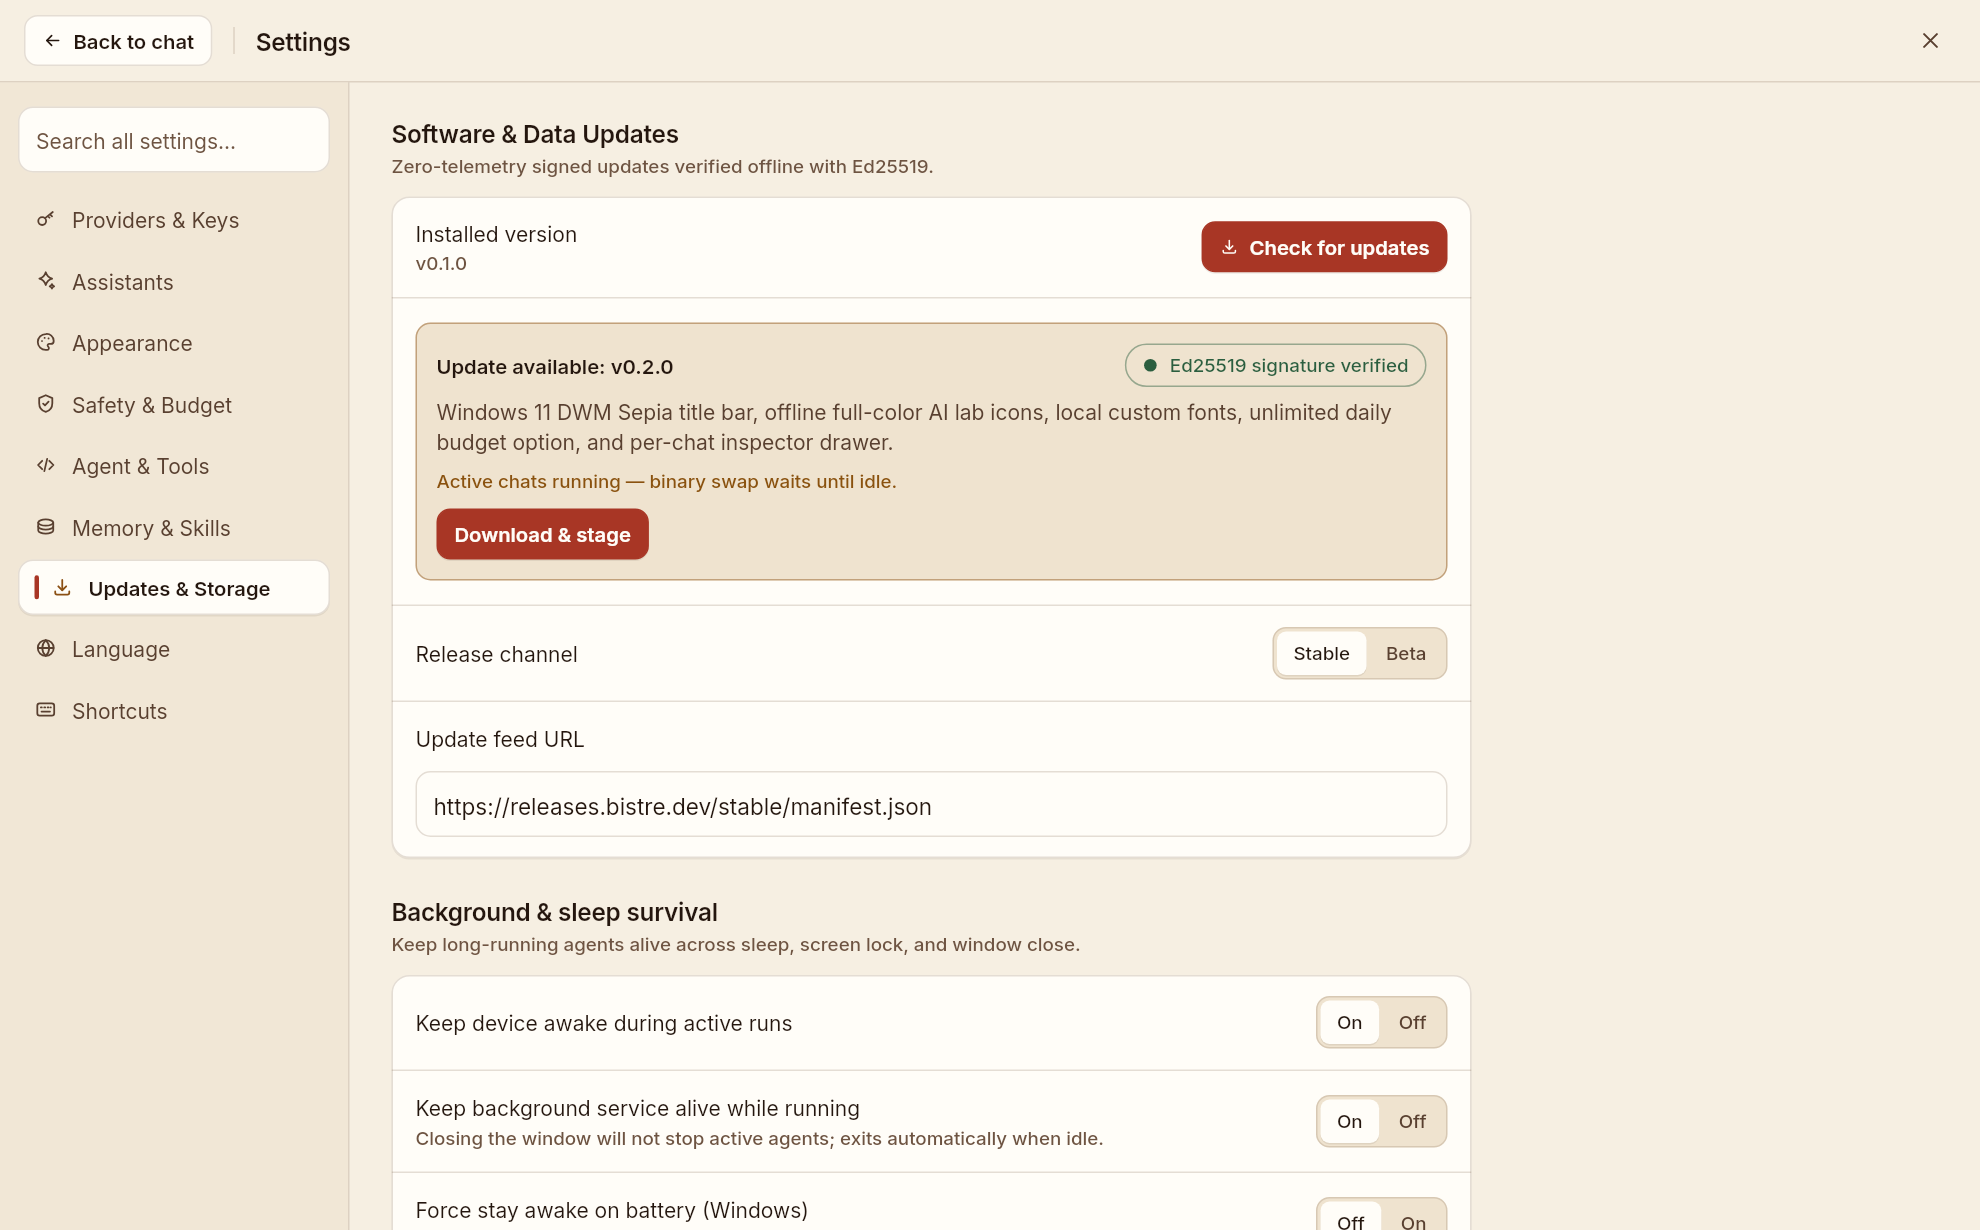 Back to chat
Settings
Search all settings...
Providers & Keys
Assistants
Appearance
Safety & Budget
Agent & Tools
Memory & Skills
Updates & Storage
Language
Shortcuts
Software & Data Updates
Zero-telemetry signed updates verified offline with Ed25519.
Installed version
v0.1.0
Check for updates
Update available: v0.2.0
Ed25519 signature verified
Windows 11 DWM Sepia title bar, offline full-color AI lab icons, local custom fonts, unlimited daily
budget option, and per-chat inspector drawer.
Active chats running — binary swap waits until idle.
Download & stage
Release channel
Stable Beta
Update feed URL
https://releases.bistre.dev/stable/manifest.json
Background & sleep survival
Keep long-running agents alive across sleep, screen lock, and window close.
Keep device awake during active runs
On Off
Keep background service alive while running
Closing the window will not stop active agents; exits automatically when idle.
On Off
Force stay awake on battery (Windows)
Off On